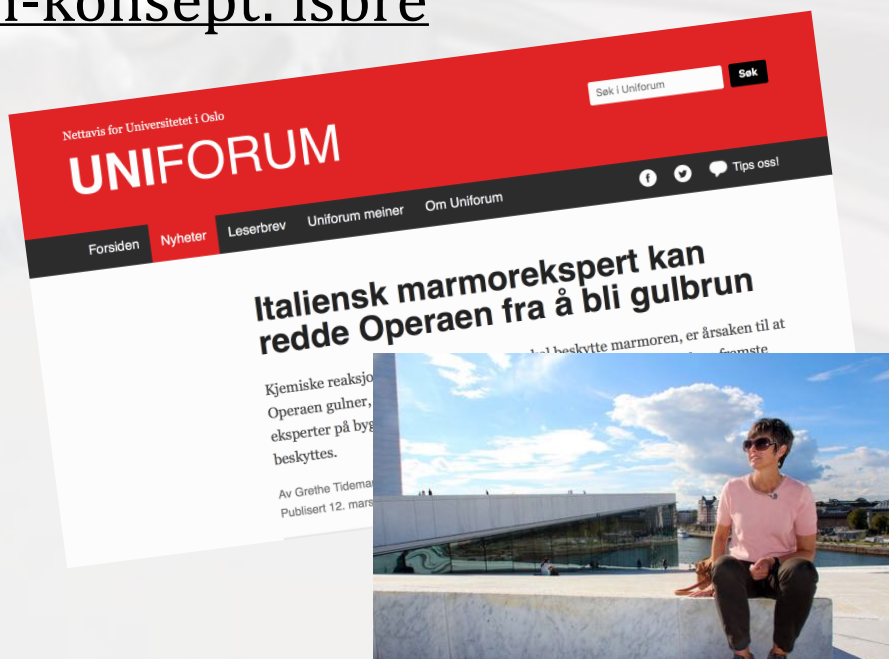 -konsept. isbre
Nettavis for Universitetet i Oslo
UNIFORUM
Søk i Uniforum
Søk
Forsiden
Nyheter
Leserbrev
Uniforum meiner
Om Uniforum
Tips oss!
Italiensk marmorekspert kan
redde Operaen fra å bli gulbrun
Kjemiske reaksjo beskytte marmoren, er årsaken til at
Operaen gulner,
eksperter på byg
beskyttes.
Av Grethe Tidema
Publisert 12. mars